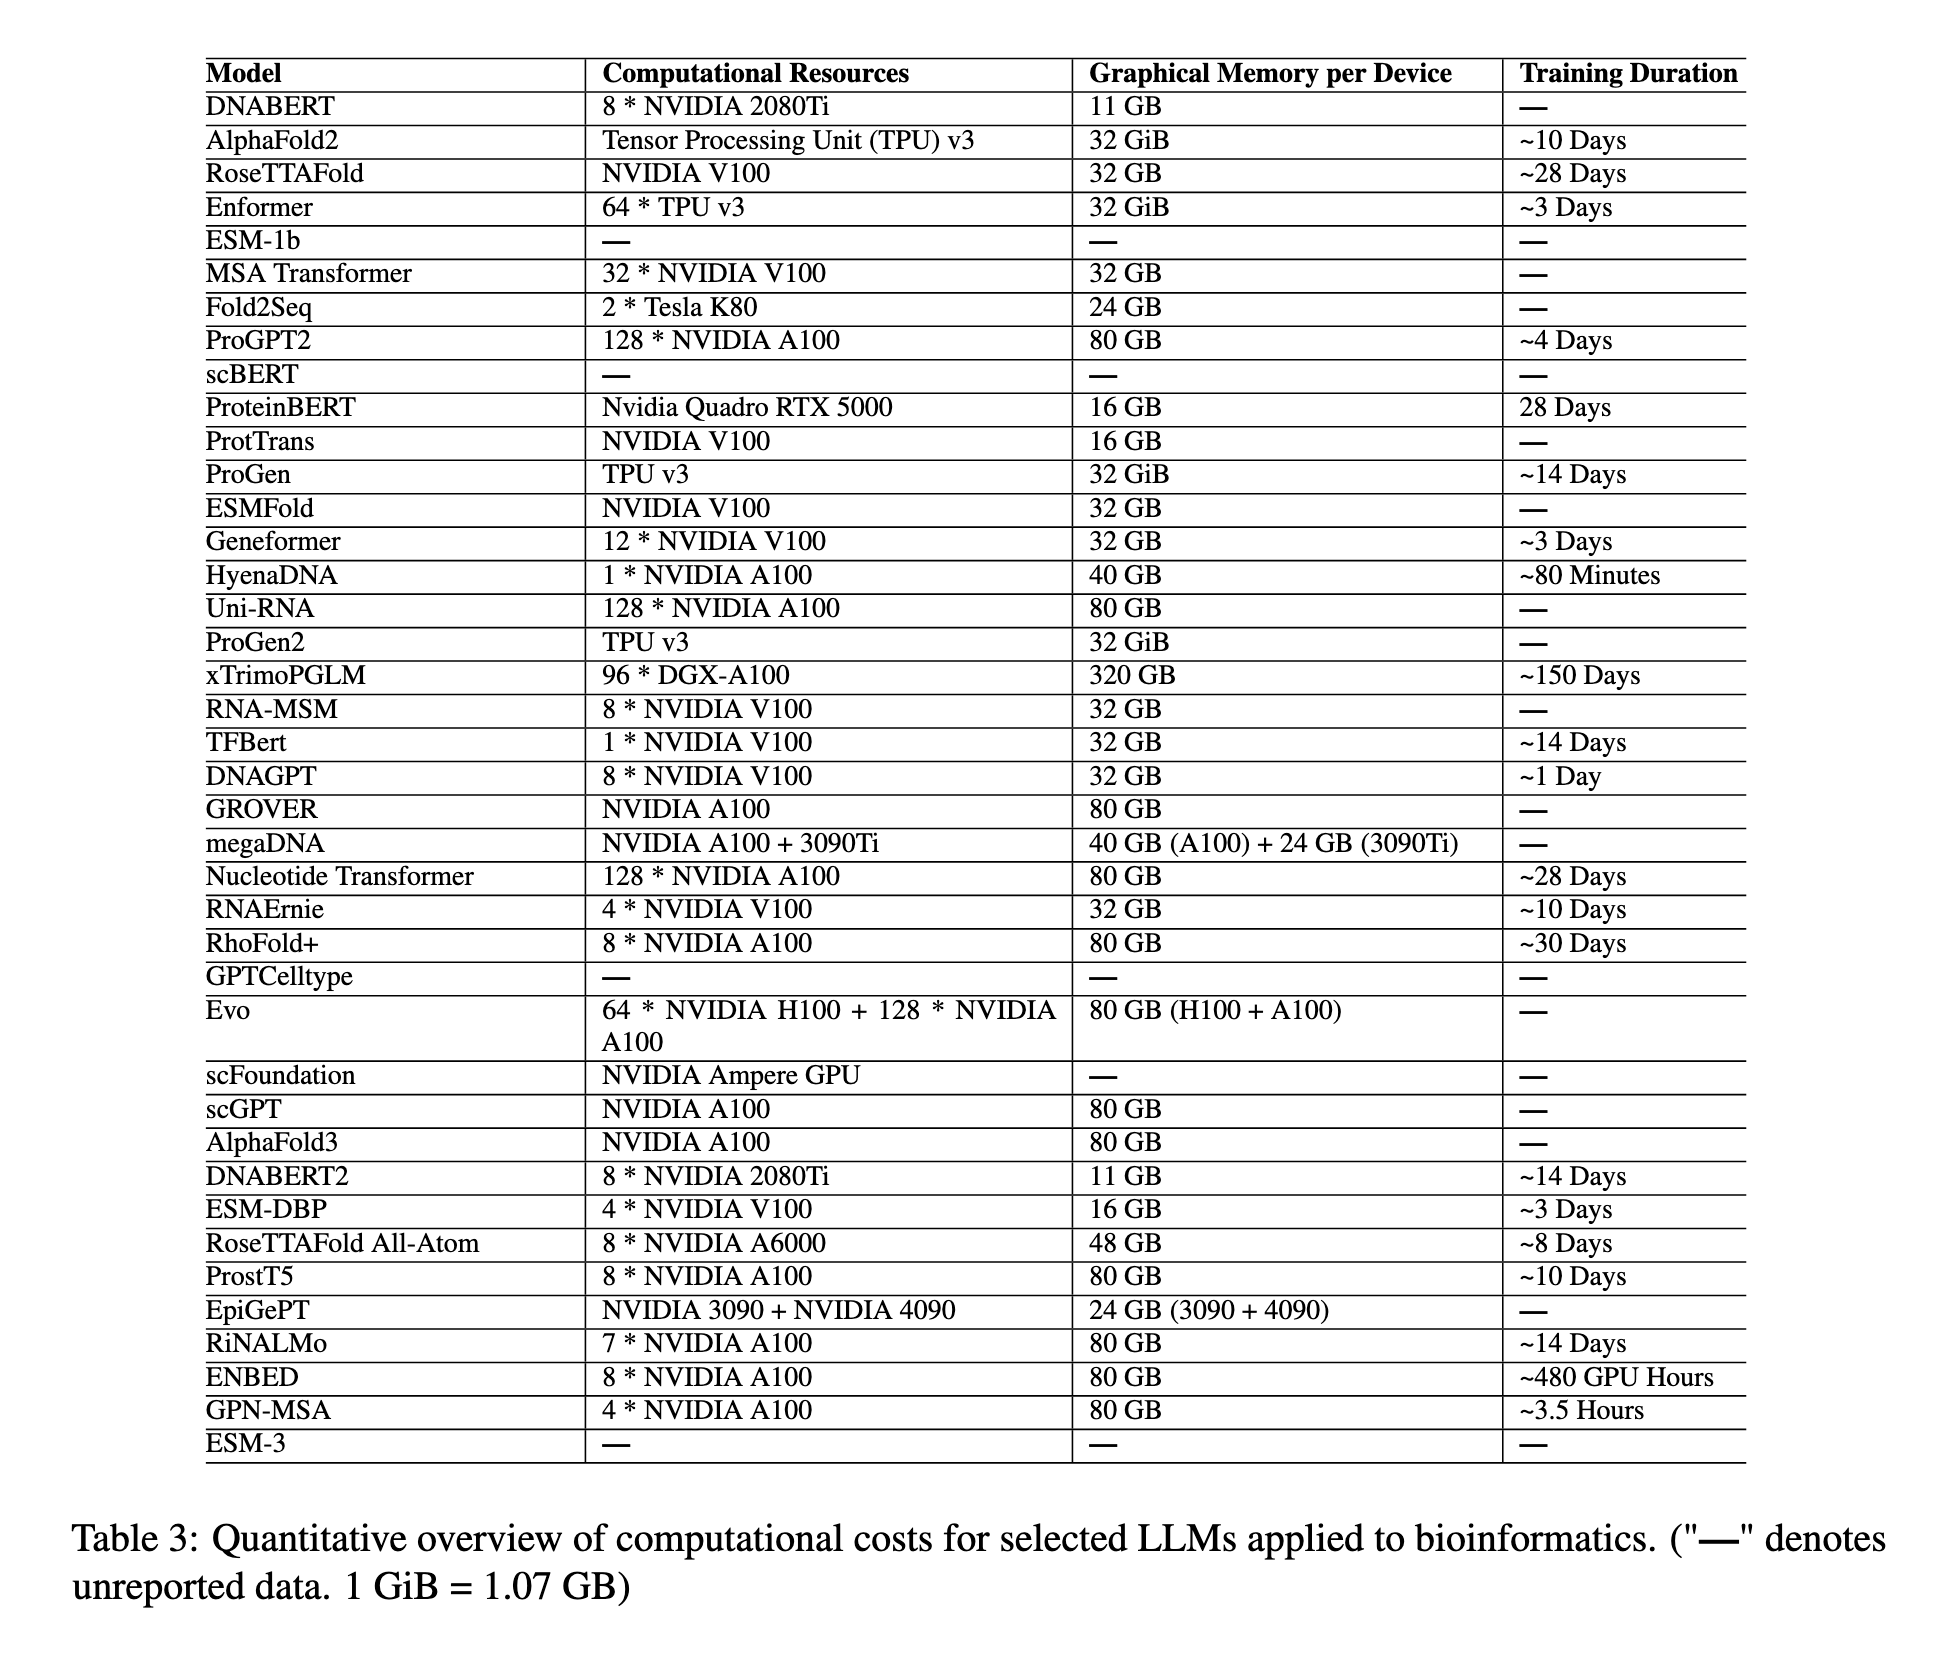 Model Computational Resources Graphical Memory per Device Training Duration
DNABERT 8 * NVIDIA 2080Ti 11 GB —
AlphaFold2 Tensor Processing Unit (TPU) v3 32 GiB ~10 Days
RoseTTAFold NVIDIA V100 32 GB ~28 Days
Enformer 64 * TPU v3 32 GiB ~3 Days
ESM-1b — — —
MSA Transformer 32 * NVIDIA V100 32 GB —
Fold2Seq 2 * Tesla K80 24 GB —
ProGPT2 128 * NVIDIA A100 80 GB ~4 Days
scBERT — — —
ProteinBERT Nvidia Quadro RTX 5000 16 GB 28 Days
ProtTrans NVIDIA V100 16 GB —
ProGen TPU v3 32 GiB ~14 Days
ESMFold NVIDIA V100 32 GB —
Geneformer 12 * NVIDIA V100 32 GB ~3 Days
HyenaDNA 1 * NVIDIA A100 40 GB ~80 Minutes
Uni-RNA 128 * NVIDIA A100 80 GB —
ProGen2 TPU v3 32 GiB —
xTrimoPGLM 96 * DGX-A100 320 GB ~150 Days
RNA-MSM 8 * NVIDIA V100 32 GB —
TFBert 1 * NVIDIA V100 32 GB ~14 Days
DNAGPT 8 * NVIDIA V100 32 GB ~1 Day
GROVER NVIDIA A100 80 GB —
megaDNA NVIDIA A100 + 3090Ti 40 GB (A100) + 24 GB (3090Ti) —
Nucleotide Transformer 128 * NVIDIA A100 80 GB ~28 Days
RNAErnie 4 * NVIDIA V100 32 GB ~10 Days
RhoFold+ 8 * NVIDIA A100 80 GB ~30 Days
GPTCelltype — — —
Evo 64 * NVIDIA H100 + 128 * NVIDIA 80 GB (H100 + A100) —
A100
scFoundation NVIDIA Ampere GPU — —
scGPT NVIDIA A100 80 GB —
AlphaFold3 NVIDIA A100 80 GB —
DNABERT2 8 * NVIDIA 2080Ti 11 GB ~14 Days
ESM-DBP 4 * NVIDIA V100 16 GB ~3 Days
RoseTTAFold All-Atom 8 * NVIDIA A6000 48 GB ~8 Days
ProstT5 8 * NVIDIA A100 80 GB ~10 Days
EpiGePT NVIDIA 3090 + NVIDIA 4090 24 GB (3090 + 4090) —
RiNALMo 7 * NVIDIA A100 80 GB ~14 Days
ENBED 8 * NVIDIA A100 80 GB ~480 GPU Hours
GPN-MSA 4 * NVIDIA A100 80 GB ~3.5 Hours
ESM-3 — — —
Table 3: Quantitative overview of computational costs for selected LLMs applied to bioinformatics. ("—" denotes
unreported data. 1 GiB = 1.07 GB)